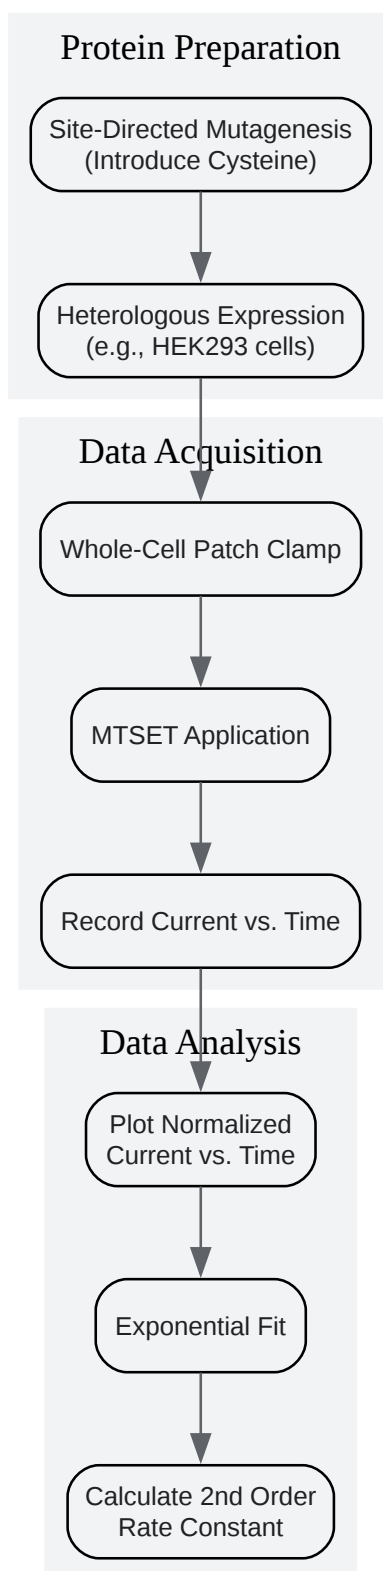 Protein Preparation
Site-Directed Mutagenesis
(Introduce Cysteine)
Heterologous Expression
(e.g., HEK293 cells)
Data Acquisition
Whole-Cell Patch Clamp
MTSET Application
Record Current vs. Time
Data Analysis
Plot Normalized
Current vs. Time
Exponential Fit
Calculate 2nd Order
Rate Constant